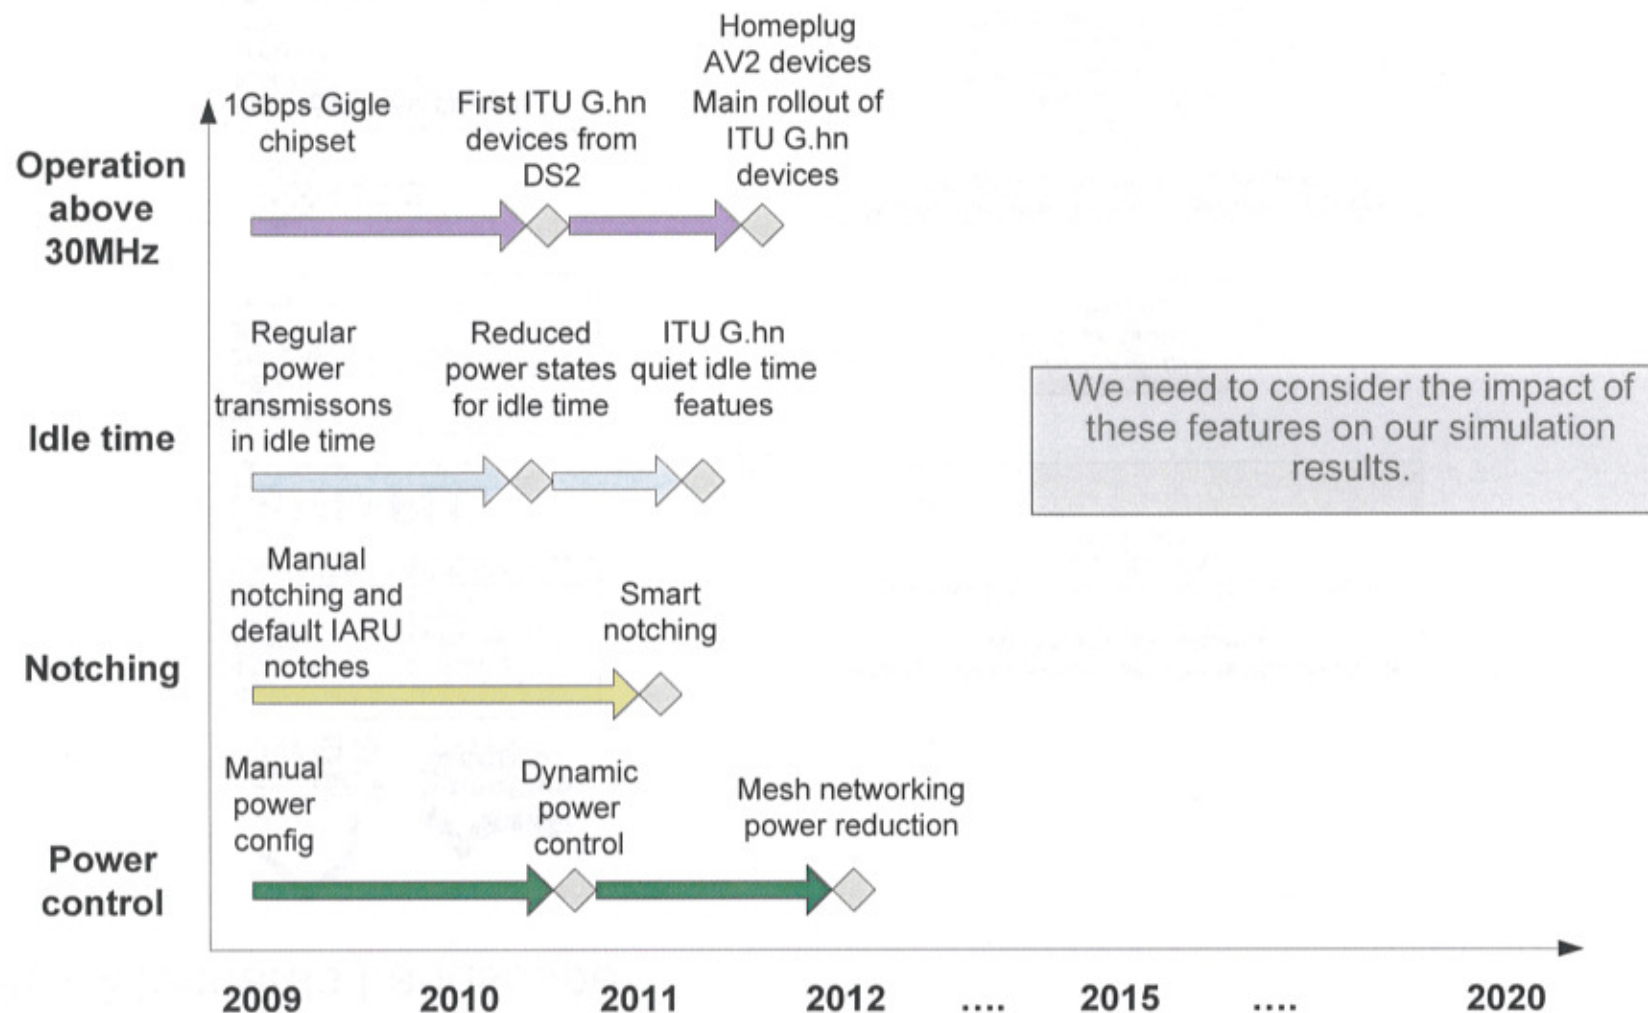 Homeplug
AV2 devices
1Gbps Gigle
chipset
First ITU G.hn
devices from
DS2
Main rollout of
ITU G.hn
devices
Operation
above
30MHz
Regular
power
transmissons
in idle time
Reduced
power states
for idle time
ITU G.hn
quiet idle time
featues
Idle time
We need to consider the impact of
these features on our simulation
results.
Manual
notching and
default IARU
notches
Smart
notching
Notching
Manual
power
config
Dynamic
power
control
Mesh networking
power reduction
Power
control
2009 2010 2011 2012 .... 2015 .... 2020